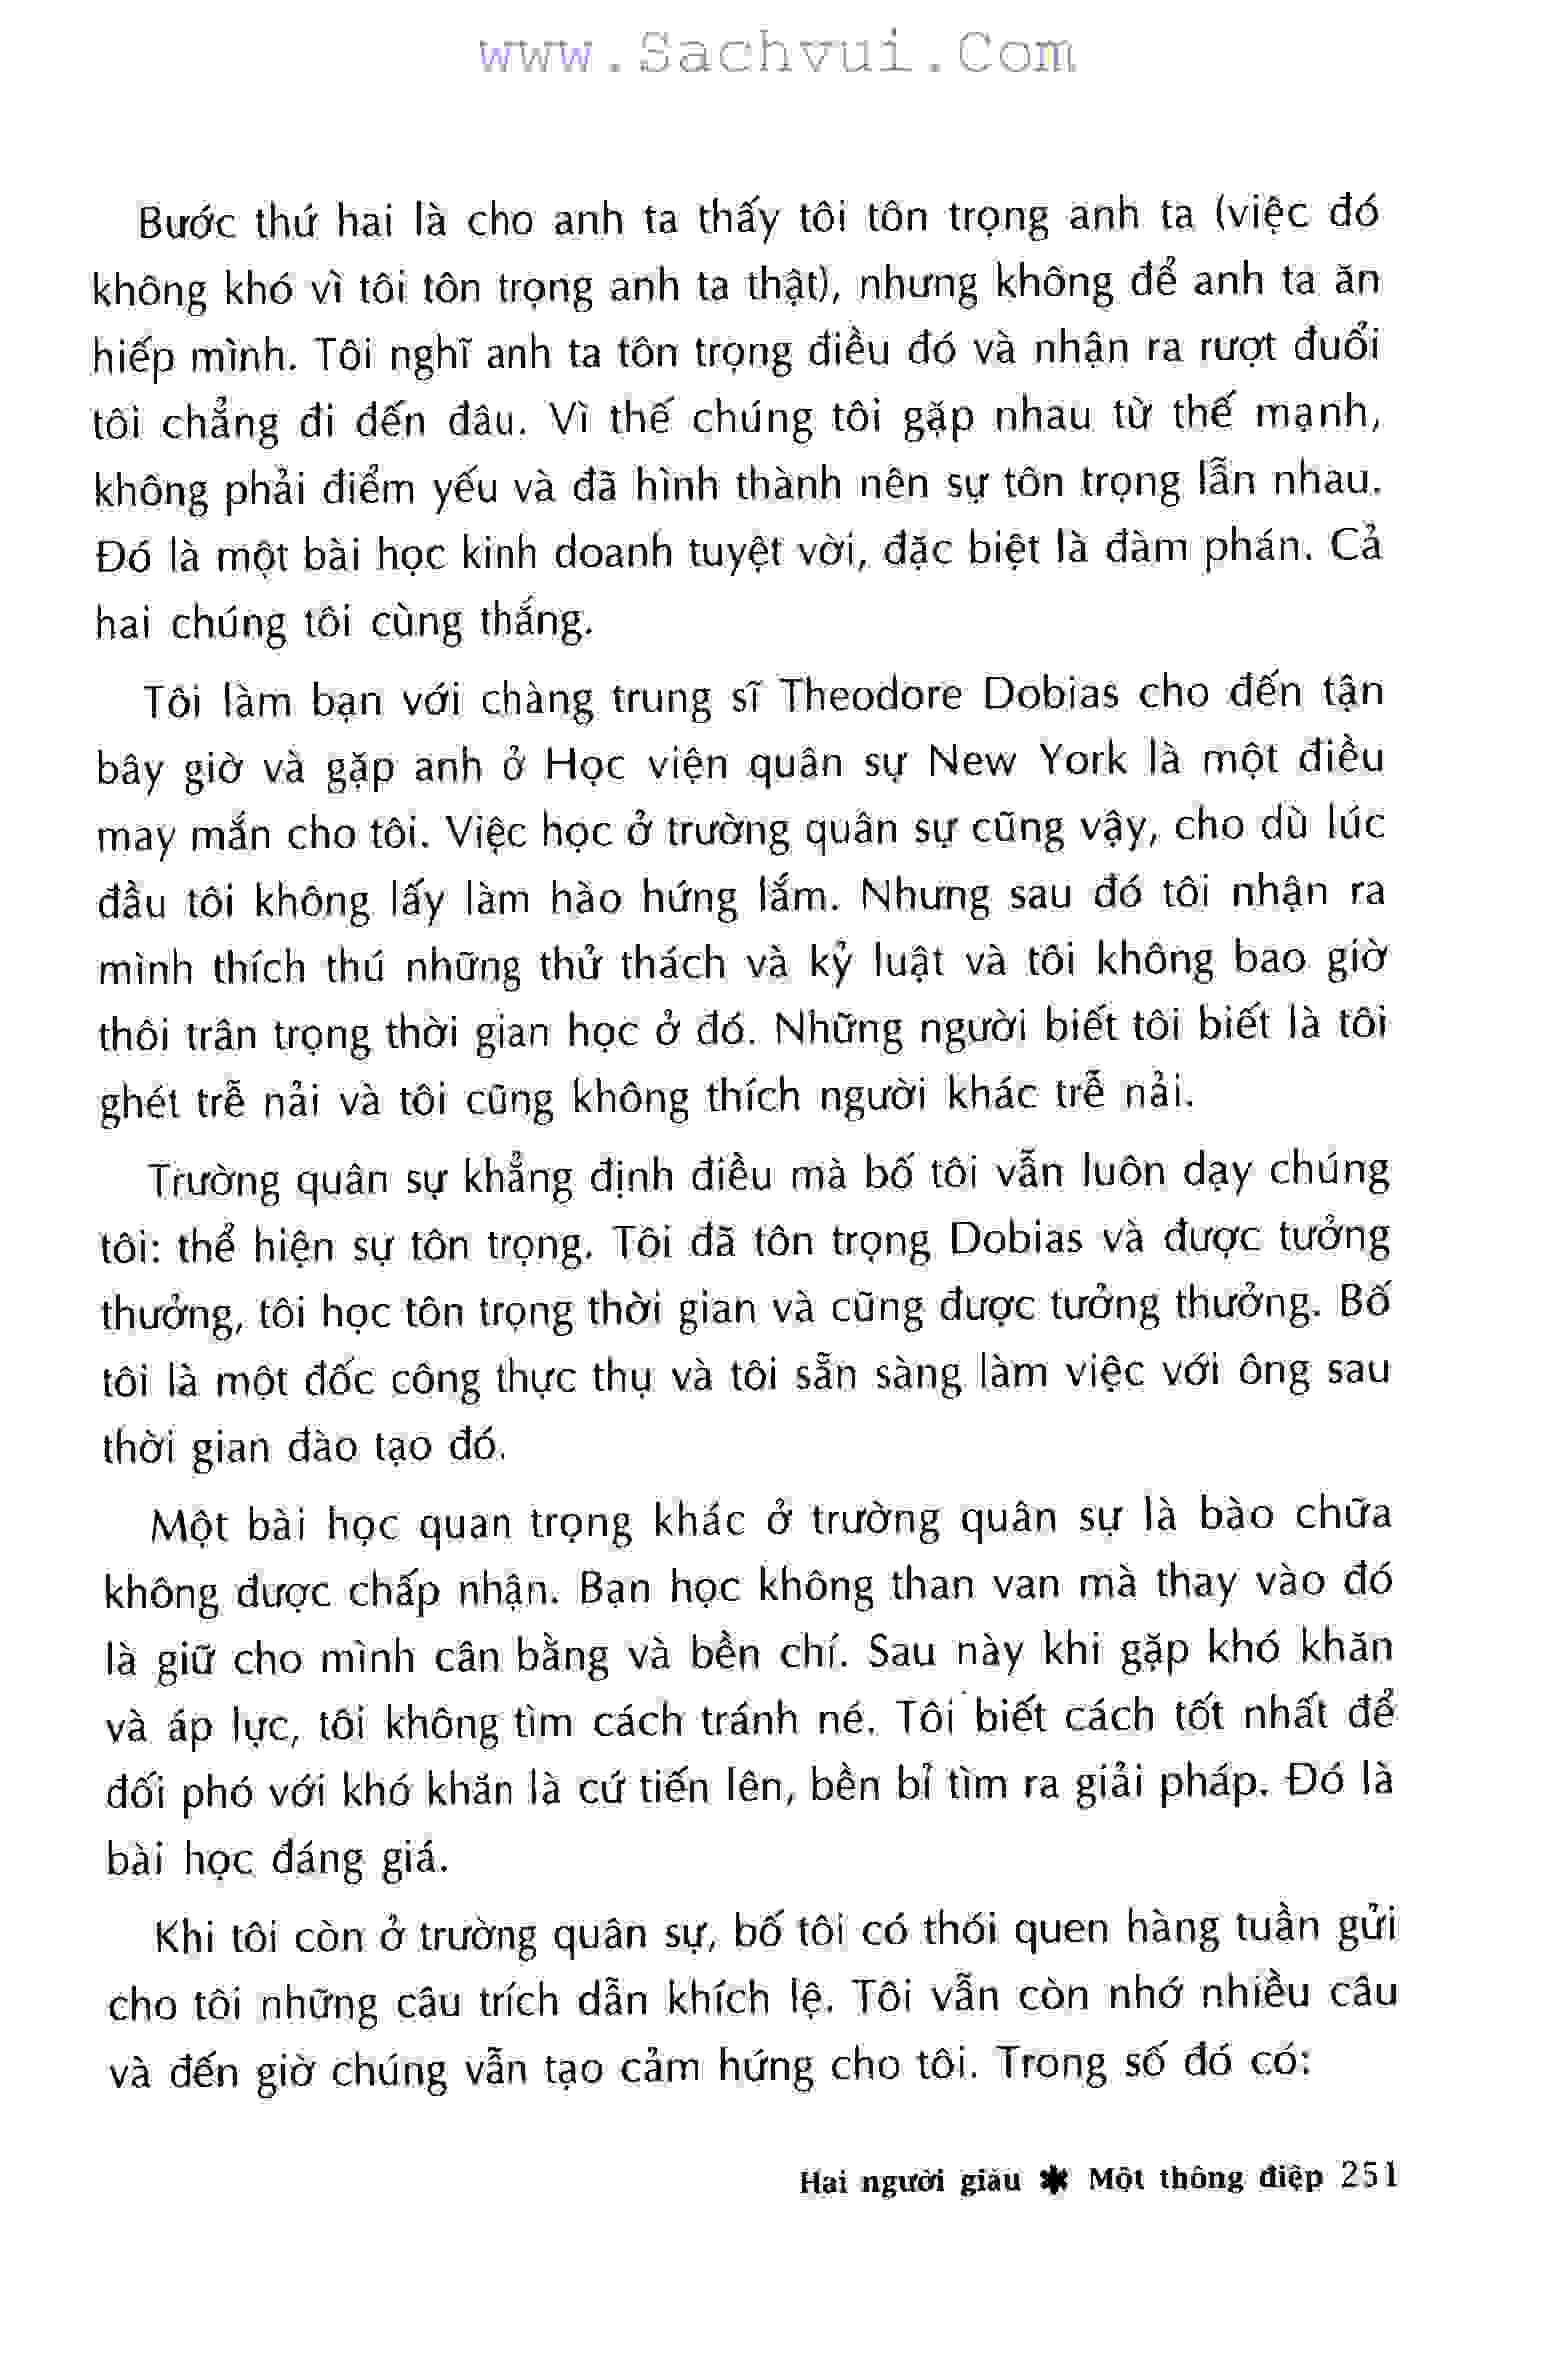 www.Sachvui.Com
Bước thứ hai là cho anh ta thấy tôi tôn trọng anh ta (việc đó
không khó vì tôi tôn trọng anh ta thật), nhưng không để anh ta ăn
hiếp mình. Tôi nghĩ anh ta tôn trọng điều đó và nhận ra rượt đuổi
tôi chẳng đi đến đâu. Vì thế chúng tôi gặp nhau từ thế mạnh,
không phải điểm yếu và đã hình thành nên sự tôn trọng lẫn nhau.
Đó là một bài học kinh doanh tuyệt vời, đặc biệt là đàm phán. Cả
hai chúng tôi cùng thắng.
Tôi làm bạn với chàng trung sĩ Theodore Dobias cho đến tận
bây giờ và gặp anh ở Học viện quân sự New York là một điều
may mắn cho tôi. Việc học ở trường quân sự cũng vậy, cho dù lúc
đầu tôi không lấy làm hào hứng lắm. Nhưng sau đó tôi nhận ra
mình thích thú những thử thách và kỷ luật và tôi không bao giờ
thôi trân trọng thời gian học ở đó. Những người biết tôi biết là tôi
ghét trễ nải và tôi cũng không thích người khác trễ nải.
Trường quân sự khẳng định điều mà bố tôi vẫn luôn dạy chúng
tôi: thể hiện sự tôn trọng. Tôi đã tôn trọng Dobias và được tưởng
thưởng, tôi học tôn trọng thời gian và cũng được tưởng thưởng. Bố
tôi là một đốc công thực thụ và tôi sẵn sàng làm việc với ông sau
thời gian đào tạo đó.
Một bài học quan trọng khác ở trường quân sự là bào chữa
không được chấp nhận. Bạn học không than van mà thay vào đó
là giữ cho mình cân bằng và bền chí. Sau này khi gặp khó khăn
và áp lực, tôi không tìm cách tránh né. Tôi biết cách tốt nhất để
đối phó với khó khăn là cứ tiến lên, bền bỉ tìm ra giải pháp. Đó là
bài học đáng giá.
Khi tôi còn ở trường quân sự, bố tôi có thói quen hàng tuần gửi
cho tôi những câu trích dẫn khích lệ. Tôi vẫn còn nhớ nhiều câu
và đến giờ chúng vẫn tạo cảm hứng cho tôi. Trong số đó có:
Hai người giàu ✱ Một thông điệp 251